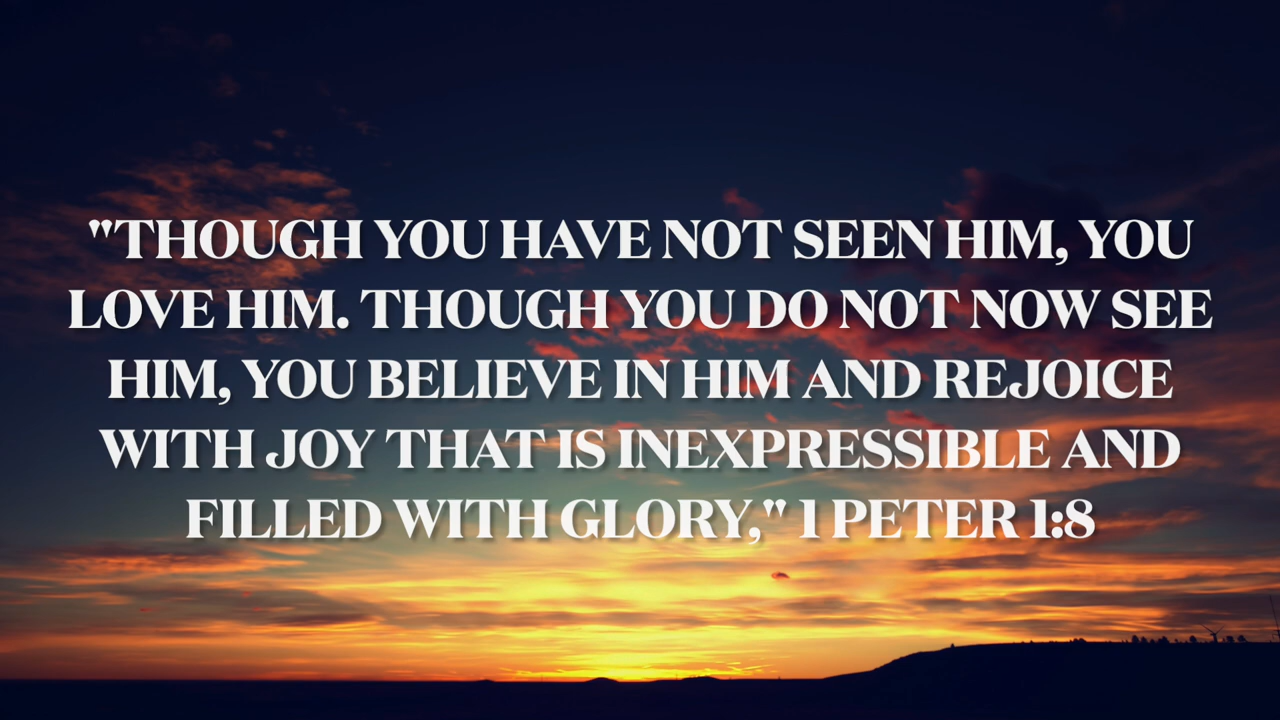 "THOUGH YOU HAVE NOT SEEN HIM, YOU
LOVE HIM. THOUGH YOU DO NOT NOW SEE
HIM, YOU BELIEVE IN HIM AND REJOICE
WITH JOY THAT IS INEXPRESSIBLE AND
FILLED WITH GLORY," 1 PETER 1:8